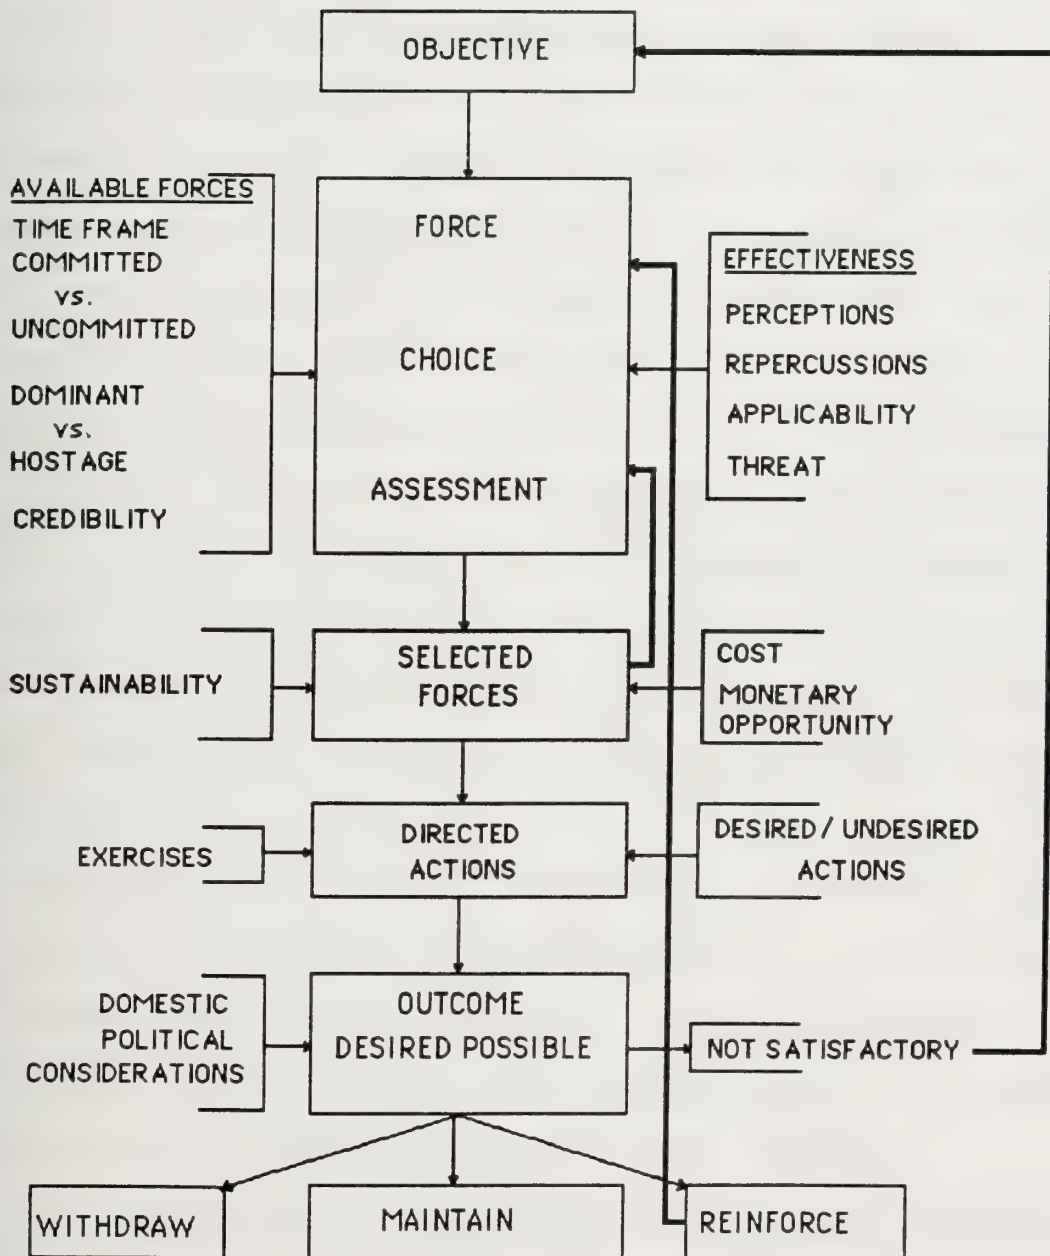 OBJECTIVE
AVAILABLE FORCES
TIME FRAME
COMMITTED
vs.
UNCOMMITTED
DOMINANT
vs.
HOSTAGE
CREDIBILITY
FORCE
CHOICE
ASSESSMENT
EFFECTIVENESS
PERCEPTIONS
REPERCUSSIONS
APPLICABILITY
THREAT
SUSTAINABILITY
SELECTED
FORCES
COST
MONETARY
OPPORTUNITY
EXERCISES
DIRECTED
ACTIONS
DESIRED/ UNDESIRED
ACTIONS
DOMESTIC
POLITICAL
CONSIDERATIONS
OUTCOME
DESIRED POSSIBLE
NOT SATISFACTORY
WITHDRAW
MAINTAIN
REINFORCE